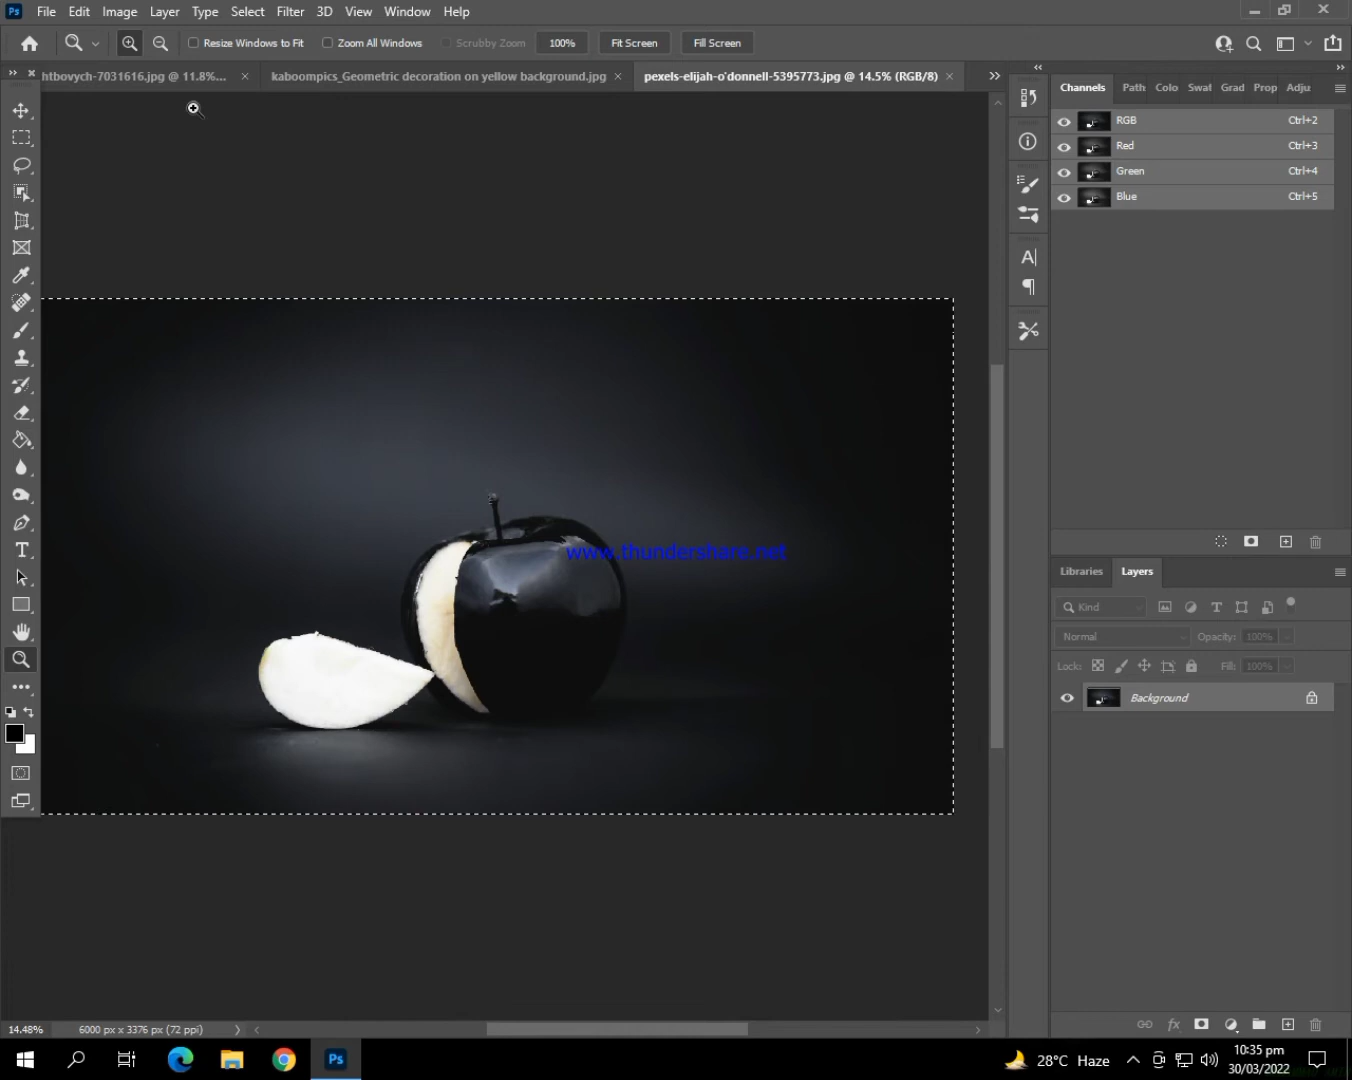 Ps File Edit Image Layer Type Select Filter 3D View Window Help
Resize Windows to Fit Zoom All Windows Scrubby Zoom 100% Fit Screen Fill Screen
htbovych-7031616.jpg @ 11.8%... kaboompics_Geometric decoration on yellow background.jpg pexels-elijah-o'donnell-5395773.jpg @ 14.5% (RGB/8)
Channels Path Colo Swat Grad Prop Adju
RGB Ctrl+2
Red Ctrl+3
Green Ctrl+4
Blue Ctrl+5
www.thundershare.net
Libraries Layers
Kind
Normal Opacity: 100%
Lock: Fill: 100%
Background
14.48% 6000 px x 3376 px (72 ppi)
Ps 28°C Haze 10:35 pm
30/03/2022